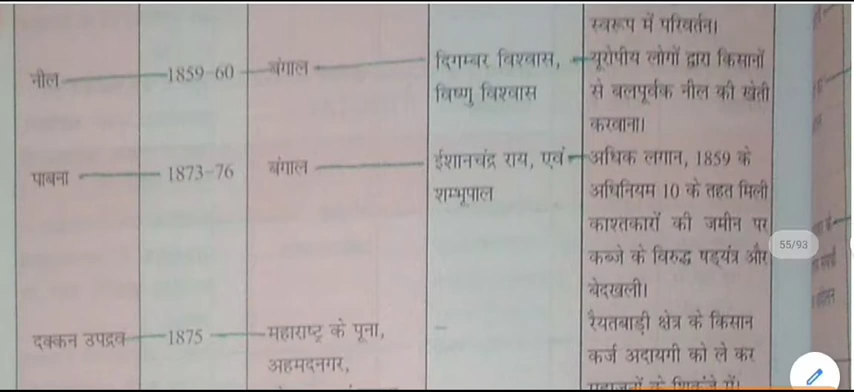 स्वरूप में परिवर्तन।
नील 1859-60 बंगाल दिगम्बर विश्वास, यूरोपीय लोगों द्वारा किसानों
विष्णु विश्वास से बलपूर्वक नील की खेती
करवाना।
पाबना 1873-76 बंगाल ईशानचंद्र राय, एवं अधिक लगान, 1859 के
शम्भूपाल अधिनियम 10 के तहत मिली
काश्तकारों की जमीन पर
55/93
कब्जे के विरुद्ध षड्यंत्र और
बेदखली।
दक्कन उपद्रव 1875 महाराष्ट्र के पूना, – रैयतबाड़ी क्षेत्र के किसान
अहमदनगर, कर्ज अदायगी को ले कर
महाजनों के शिकंजे में।